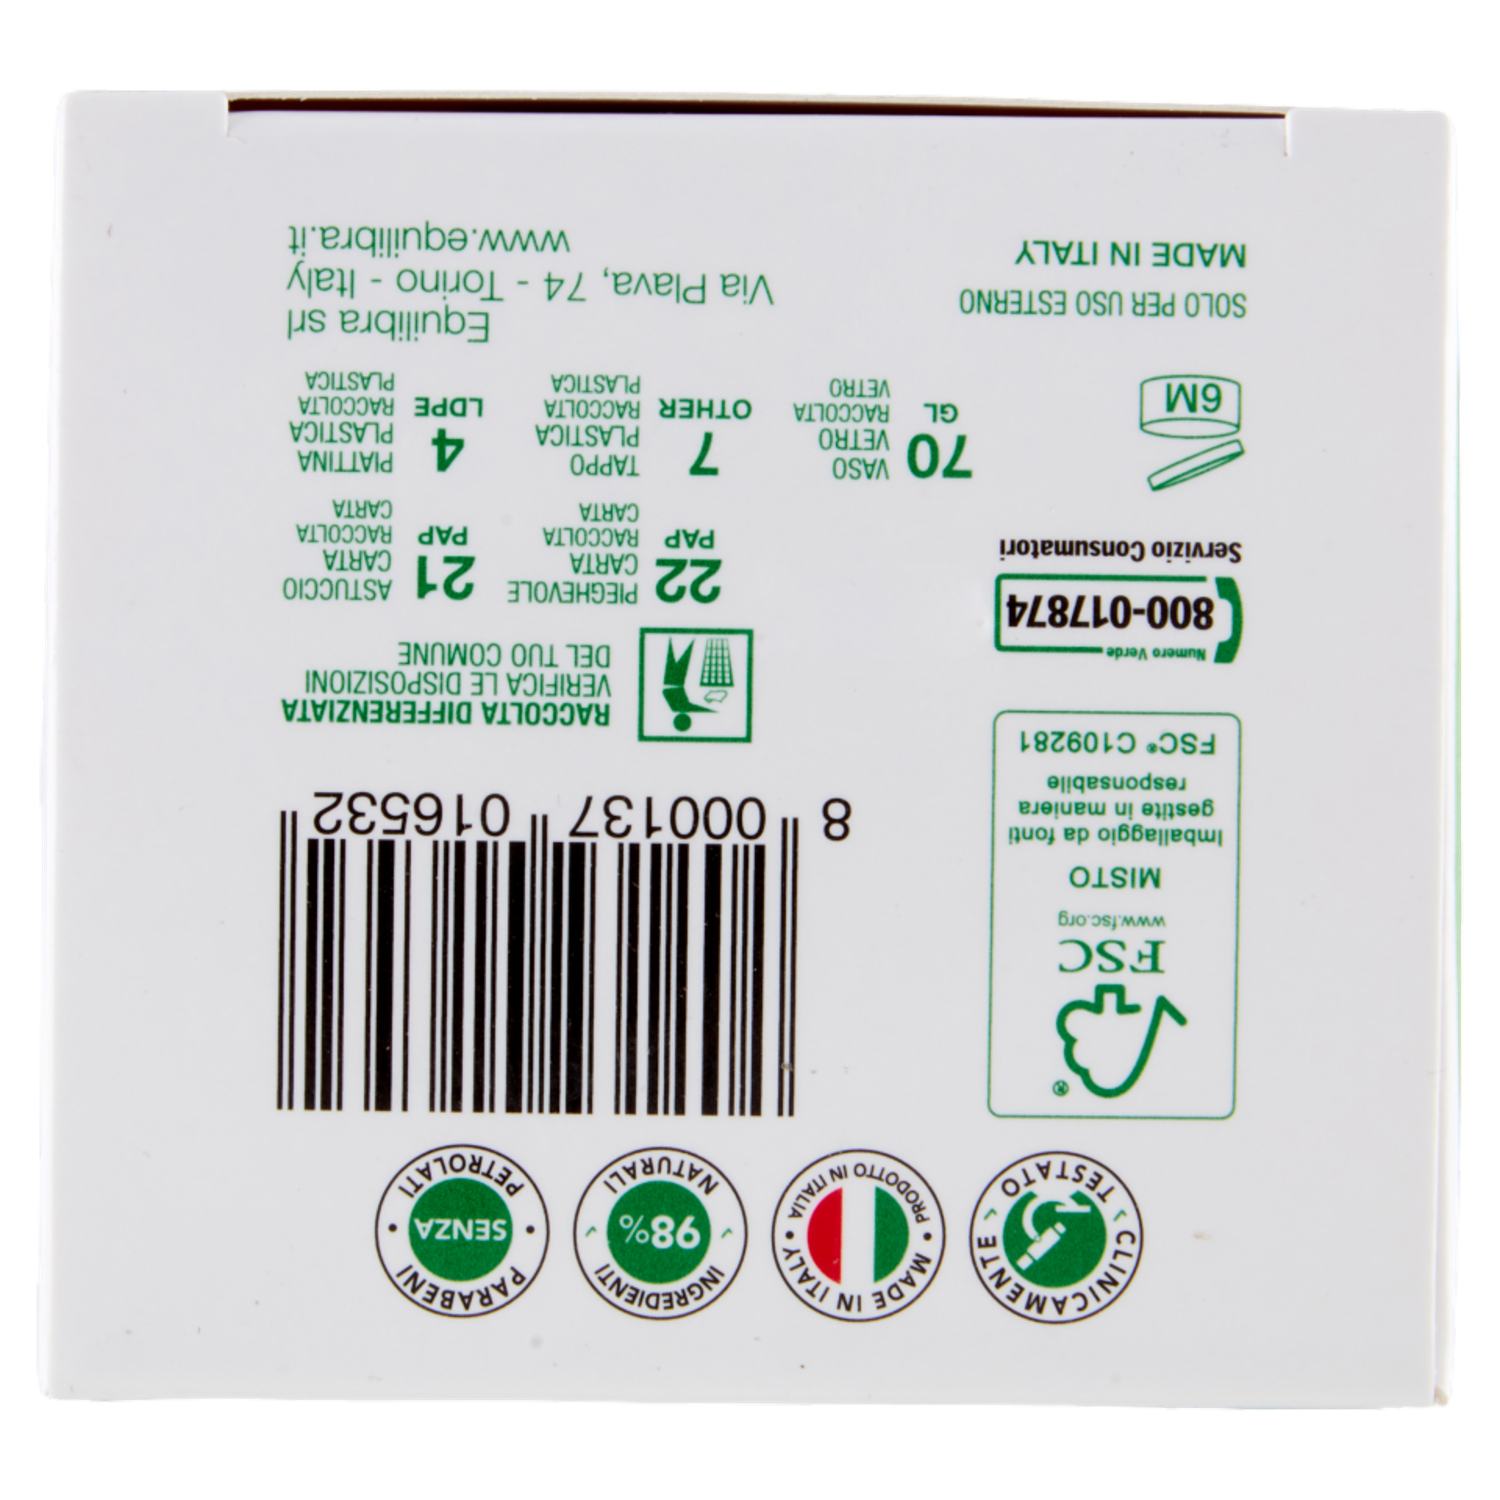 CLINICAMENTE TESTATO
MADE IN ITALY • PRODOTTO IN ITALIA •
98%
INGREDIENTI NATURALI
SENZA
PARABENI • PETROLATI •
®
FSC
www.fsc.org
MISTO
Imballaggio da fonti
gestite in maniera
responsabile
FSC® C109281
8 000137 016532
Numero Verde
800-017874
Servizio Consumatori
RACCOLTA DIFFERENZIATA
VERIFICA LE DISPOSIZIONI
DEL TUO COMUNE
22
PAP
PIEGHEVOLE
CARTA
RACCOLTA
CARTA
21
PAP
ASTUCCIO
CARTA
RACCOLTA
CARTA
6M
70
GL
VASO
VETRO
RACCOLTA
VETRO
7
OTHER
TAPPO
PLASTICA
RACCOLTA
PLASTICA
4
LDPE
PIATTINA
PLASTICA
RACCOLTA
PLASTICA
SOLO PER USO ESTERNO
MADE IN ITALY
Equilibra srl
Via Plava, 74 - Torino - Italy
www.equilibra.it